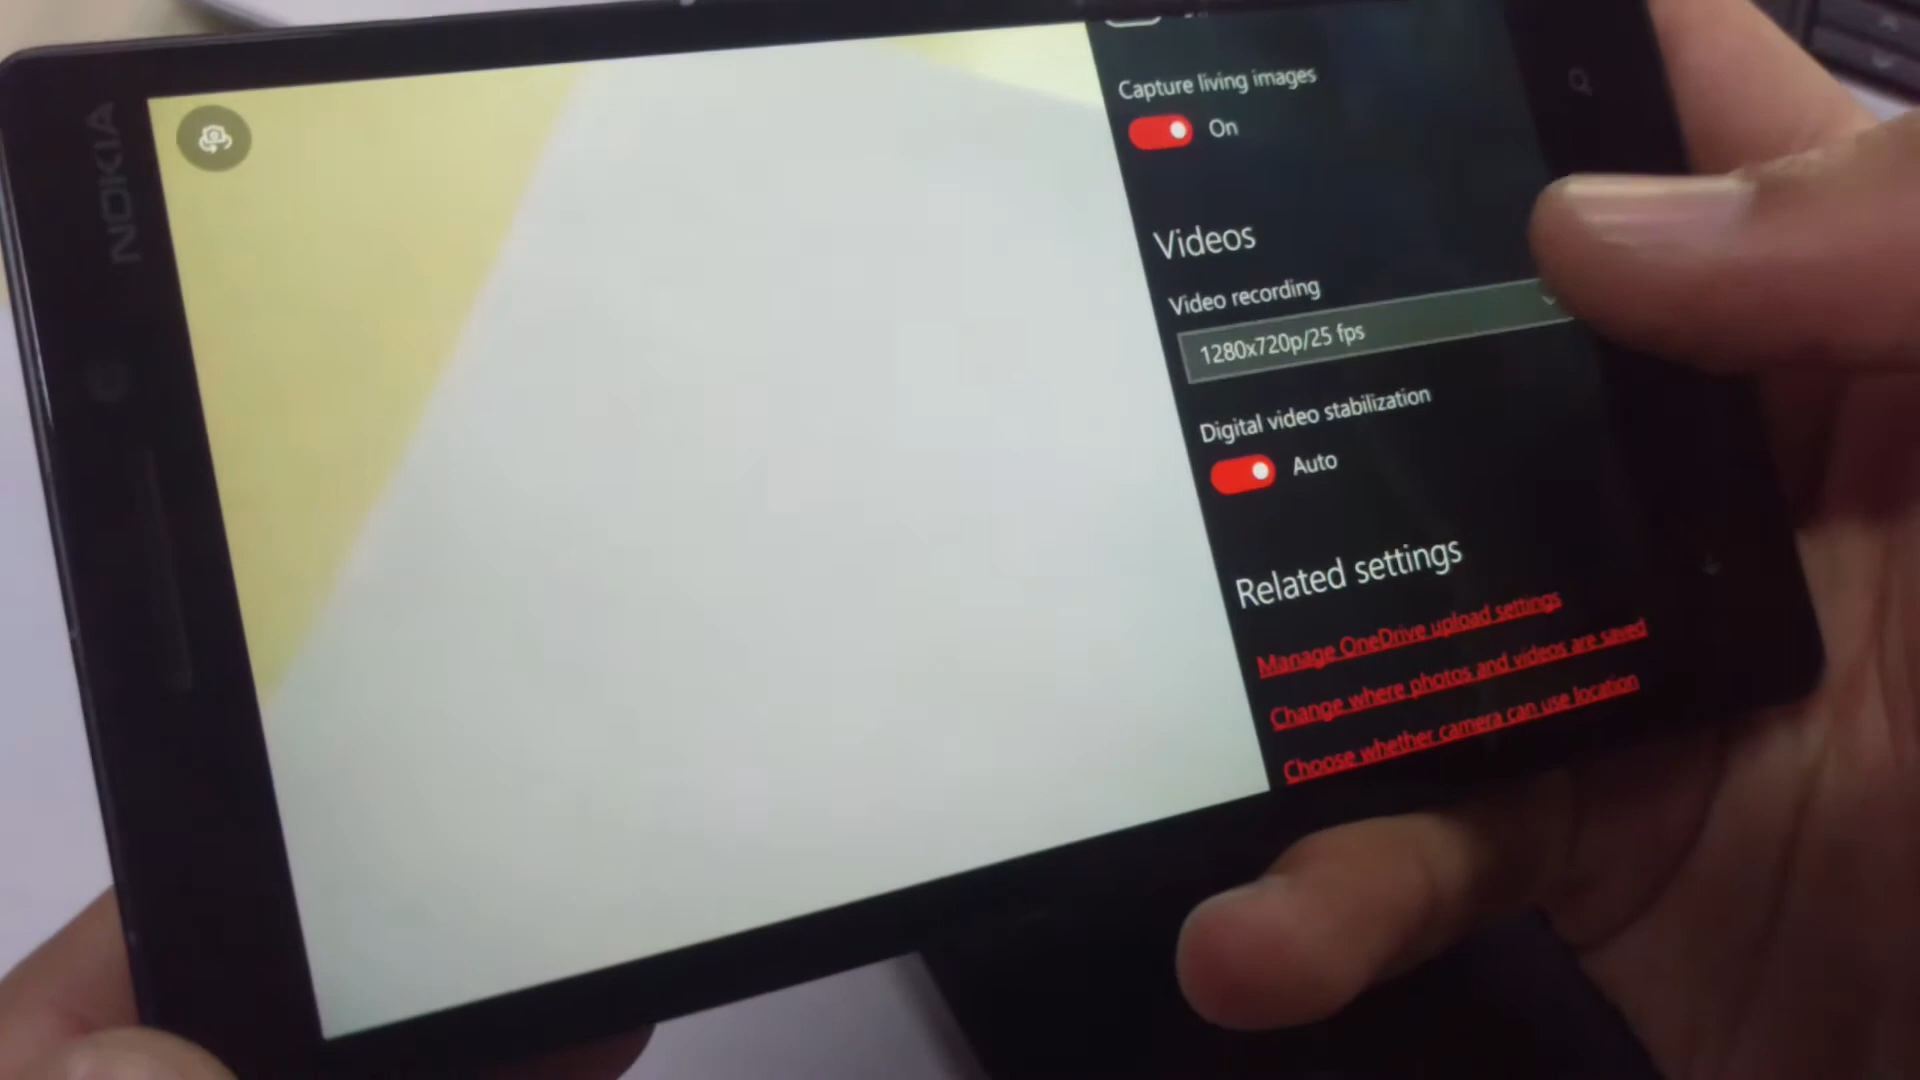 NOKIA
Capture living images
On
Videos
Video recording
1280x720p/25 fps
Digital video stabilization
Auto
Related settings
Manage OneDrive upload settings
Change where photos and videos are saved
Choose whether camera can use location